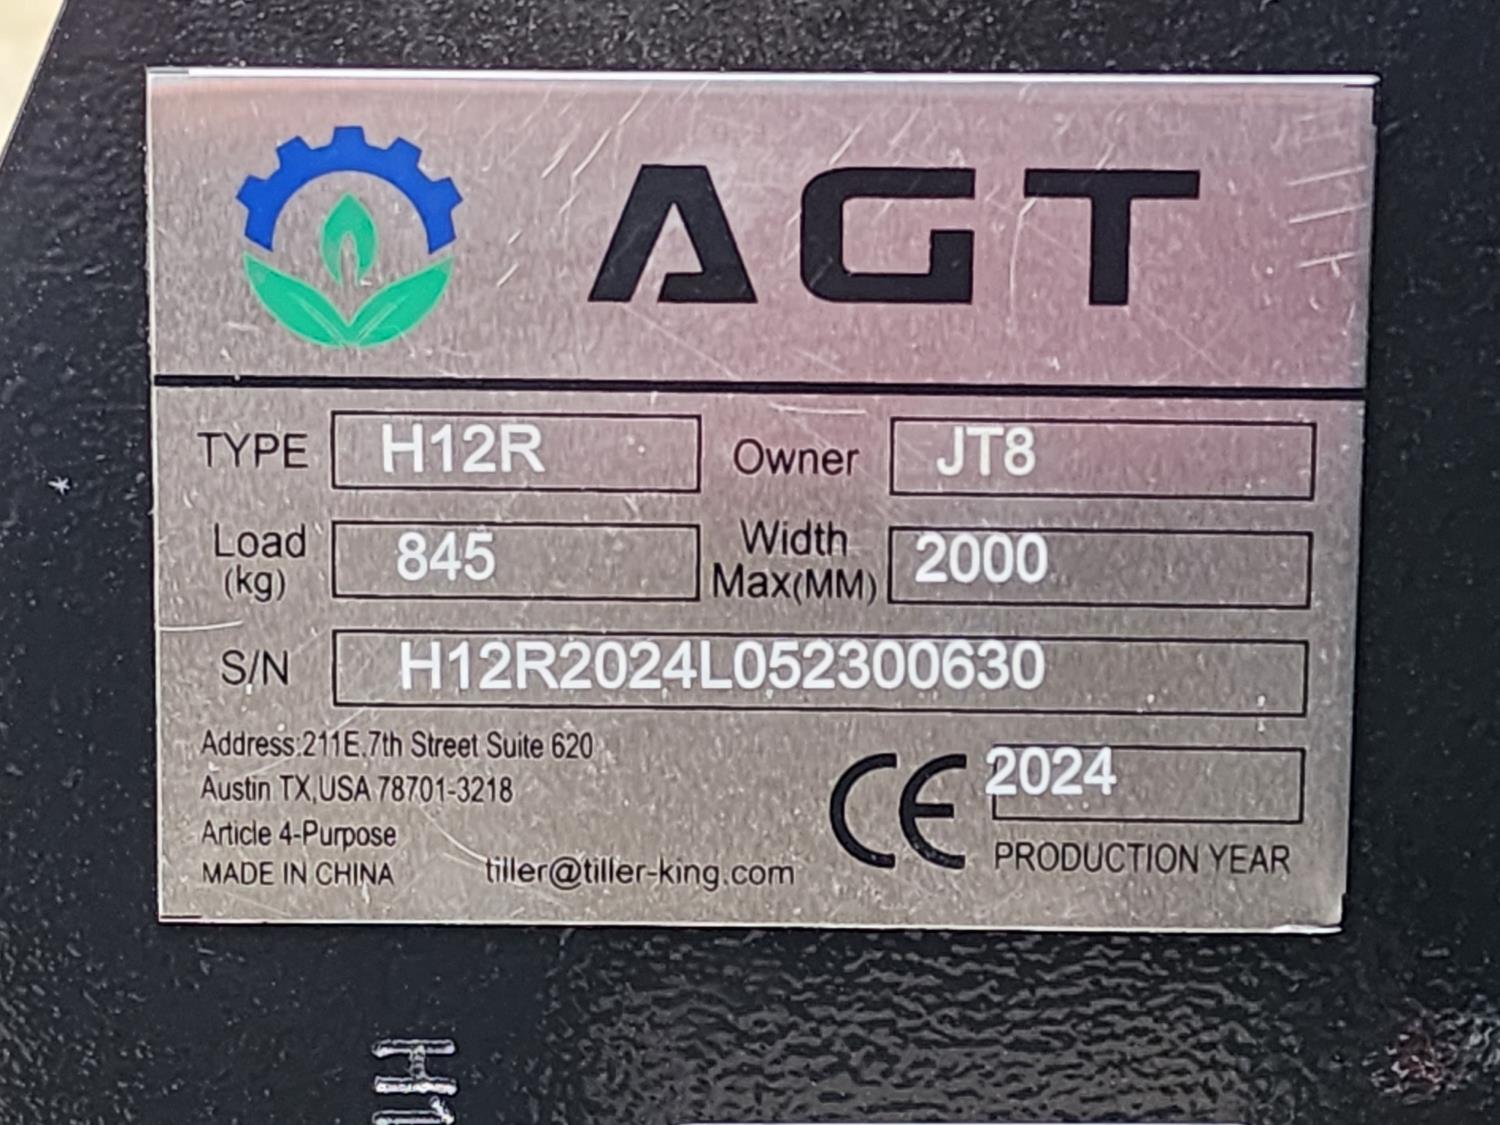 AGT
TYPE H12R Owner JT8
Load (kg) 845 Width Max(MM) 2000
S/N H12R2024L052300630
Address:211E.7th Street Suite 620
Austin TX,USA 78701-3218
Article 4-Purpose
MADE IN CHINA
tiller@tiller-king.com
CE 2024
PRODUCTION YEAR
H1